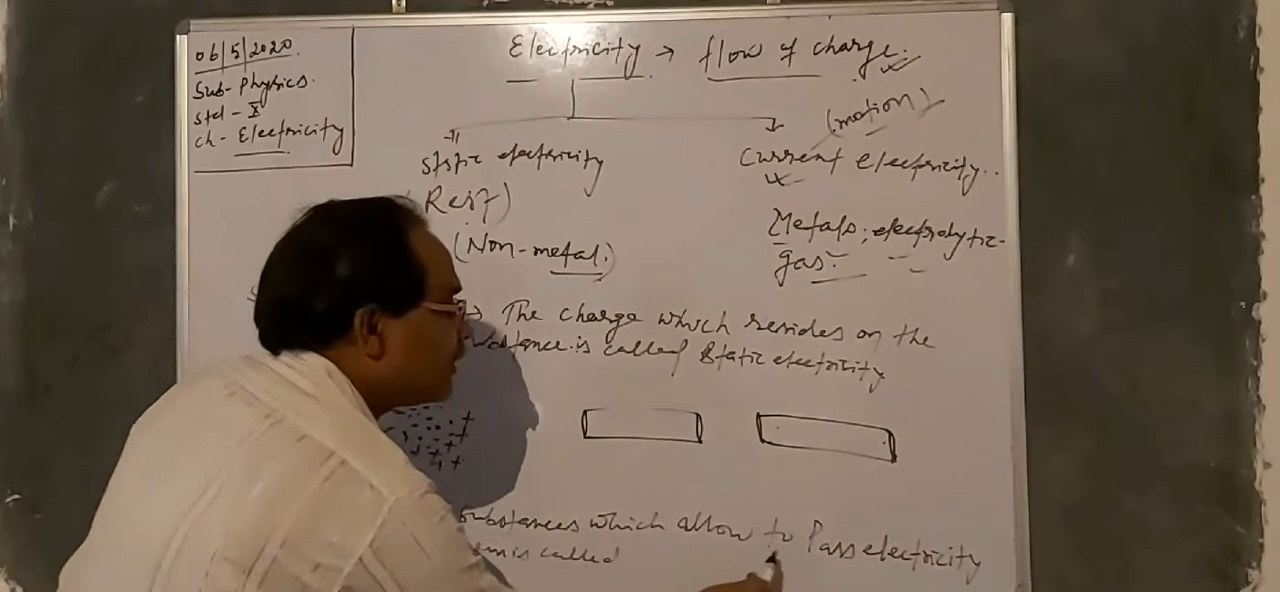 06/5/2020.
Sub- Physics.
std - X
ch- Electricity
Electricity → flow of charge.
(motion)
Static electricity
Current electricity..
(Rest)
(Non-metal.)
Metals, electrolytic-
gas.
→ The charge which resides on the
is called Static electricity
substances which allow to Pass electricity
is called